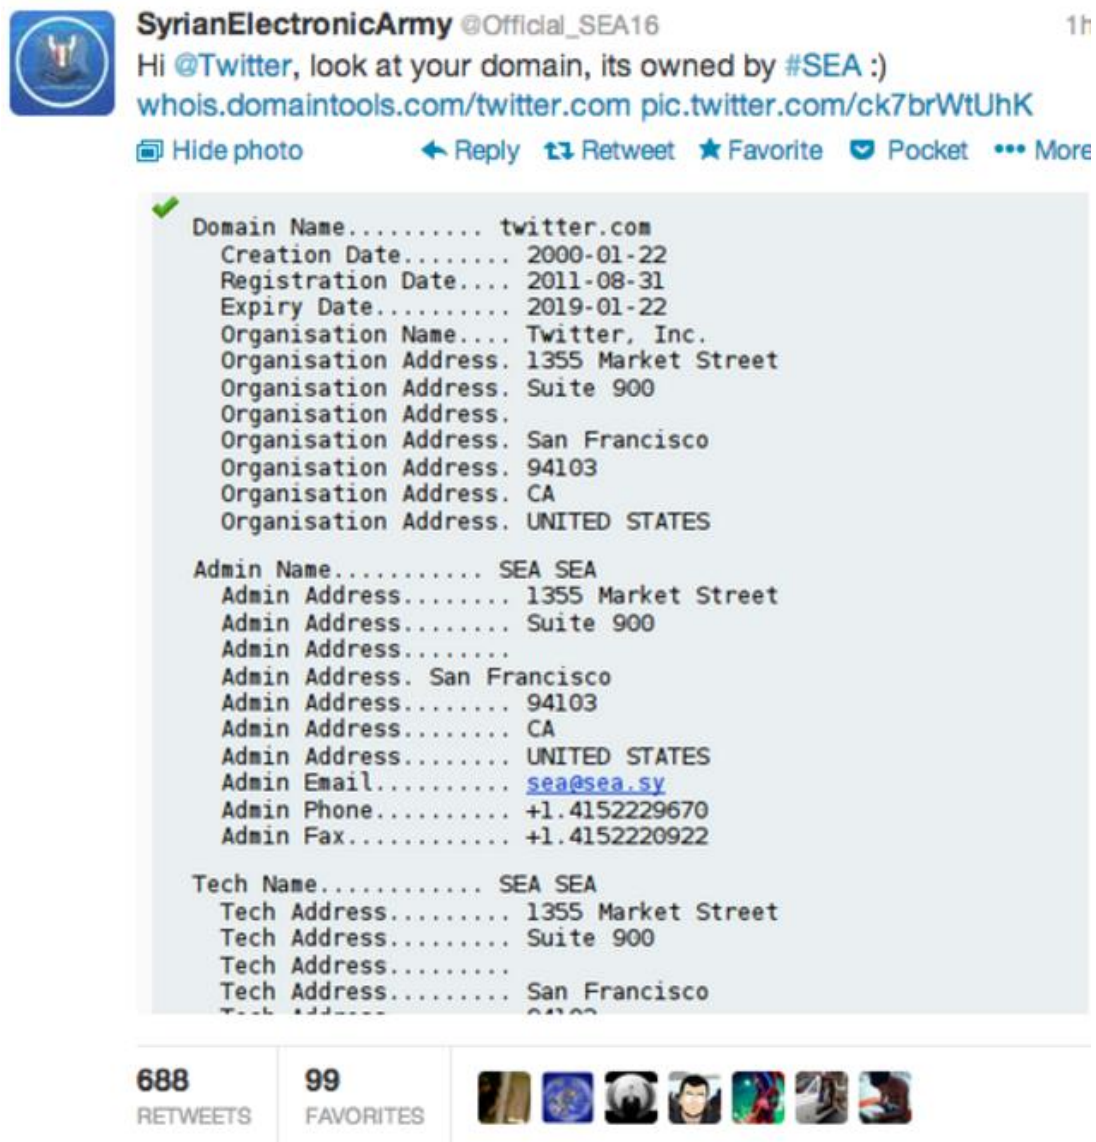 SyrianElectronicArmy @Official_SEA16 1h
Hi @Twitter, look at your domain, its owned by #SEA :)
whois.domaintools.com/twitter.com pic.twitter.com/ck7brWtUhK
Hide photo Reply Retweet Favorite Pocket More
Domain Name.......... twitter.com
Creation Date........ 2000-01-22
Registration Date.... 2011-08-31
Expiry Date.......... 2019-01-22
Organisation Name.... Twitter, Inc.
Organisation Address. 1355 Market Street
Organisation Address. Suite 900
Organisation Address.
Organisation Address. San Francisco
Organisation Address. 94103
Organisation Address. CA
Organisation Address. UNITED STATES
Admin Name........... SEA SEA
Admin Address........ 1355 Market Street
Admin Address........ Suite 900
Admin Address........
Admin Address. San Francisco
Admin Address........ 94103
Admin Address........ CA
Admin Address........ UNITED STATES
Admin Email.......... sea@sea.sy
Admin Phone.......... +1.4152229670
Admin Fax............ +1.4152220922
Tech Name............ SEA SEA
Tech Address......... 1355 Market Street
Tech Address......... Suite 900
Tech Address.........
Tech Address......... San Francisco
688 99
RETWEETS FAVORITES